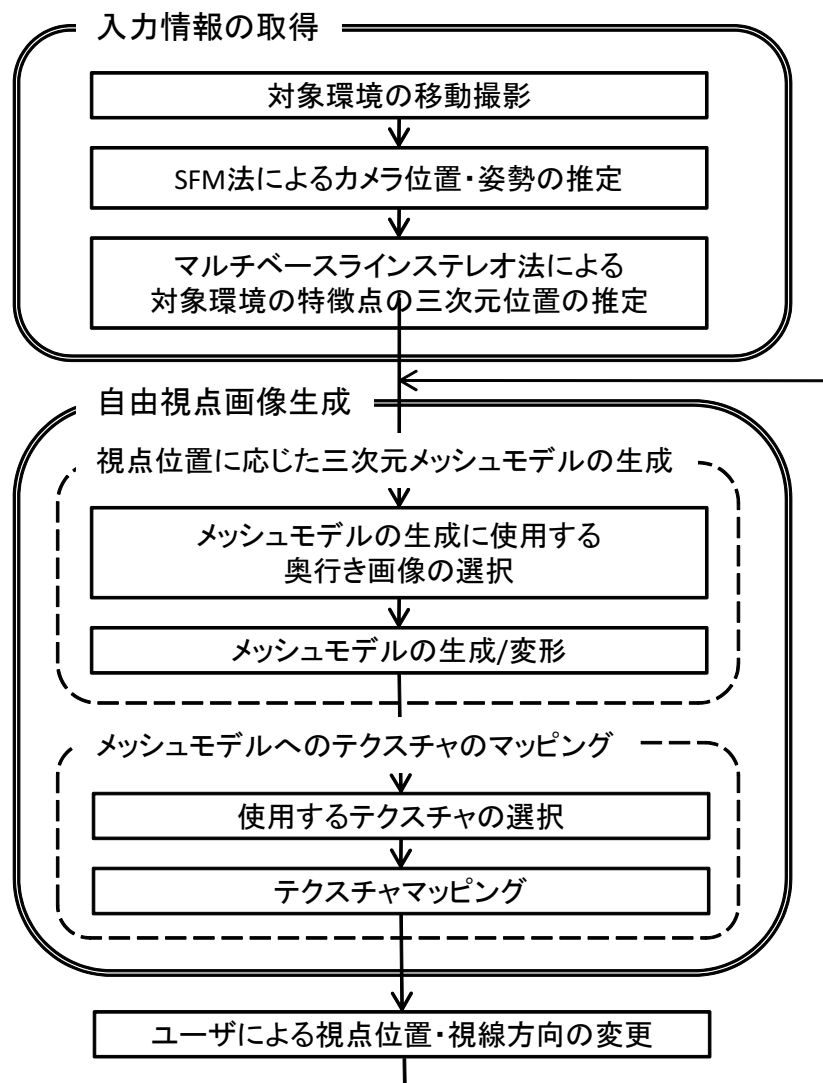 入力情報の取得
対象環境の移動撮影
SFM法によるカメラ位置・姿勢の推定
マルチベースラインステレオ法による
対象環境の特徴点の三次元位置の推定
自由視点画像生成
視点位置に応じた三次元メッシュモデルの生成
メッシュモデルの生成に使用する
奥行き画像の選択
メッシュモデルの生成/変形
メッシュモデルへのテクスチャのマッピング
使用するテクスチャの選択
テクスチャマッピング
ユーザによる視点位置・視線方向の変更